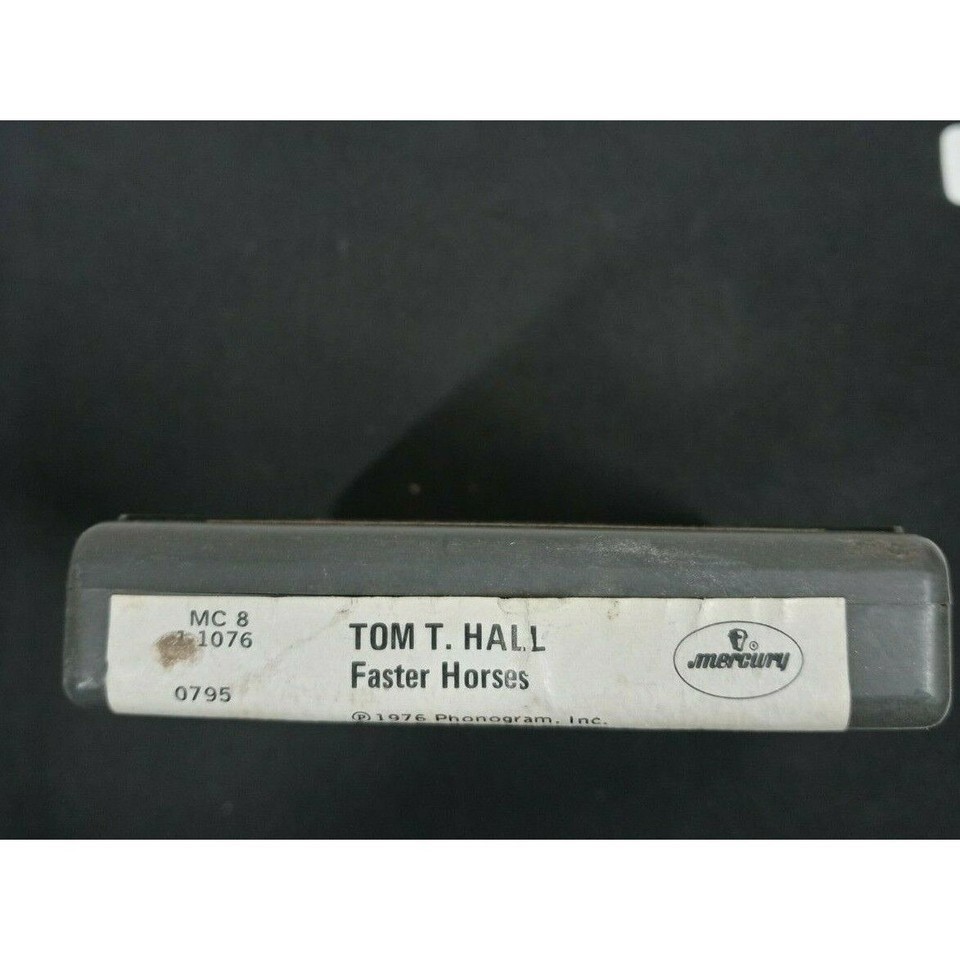 MC 8
1 1076
0795
TOM T. HALL
Faster Horses
℗ 1976 Phonogram, Inc.
mercury ®